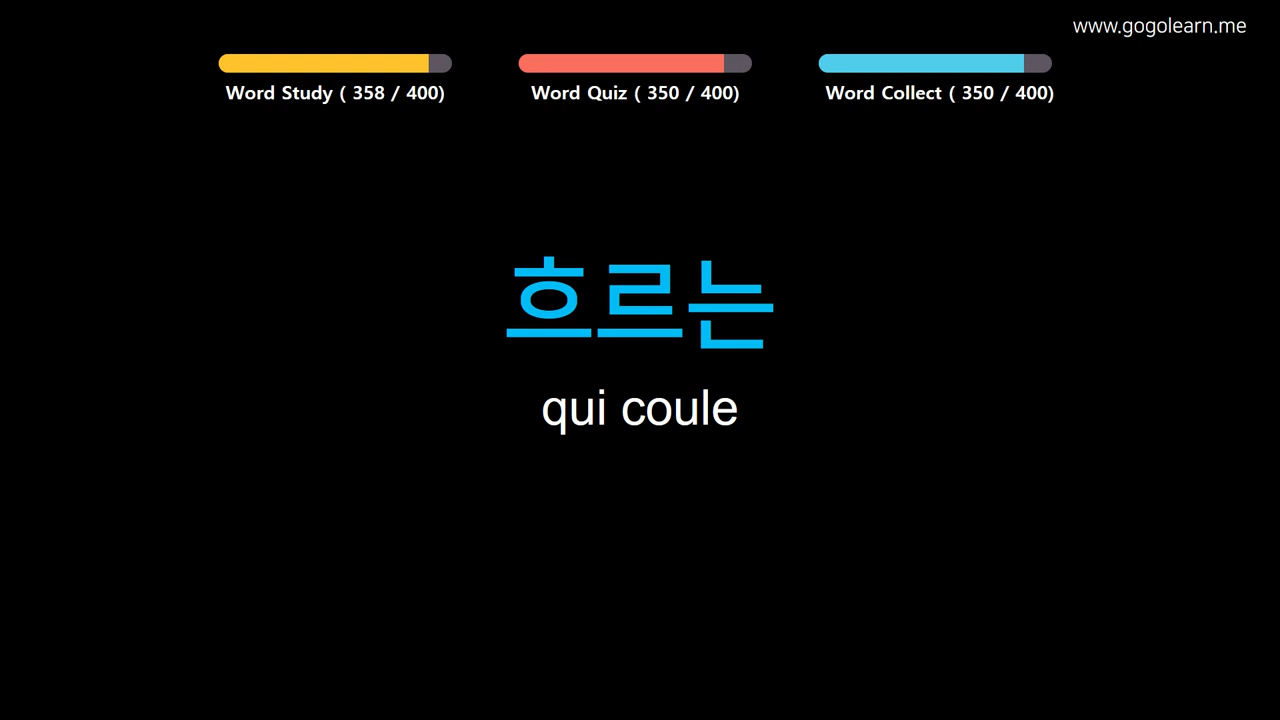 www.gogolearn.me
Word Study ( 358 / 400)
Word Quiz ( 350 / 400)
Word Collect ( 350 / 400)
흐르는
qui coule